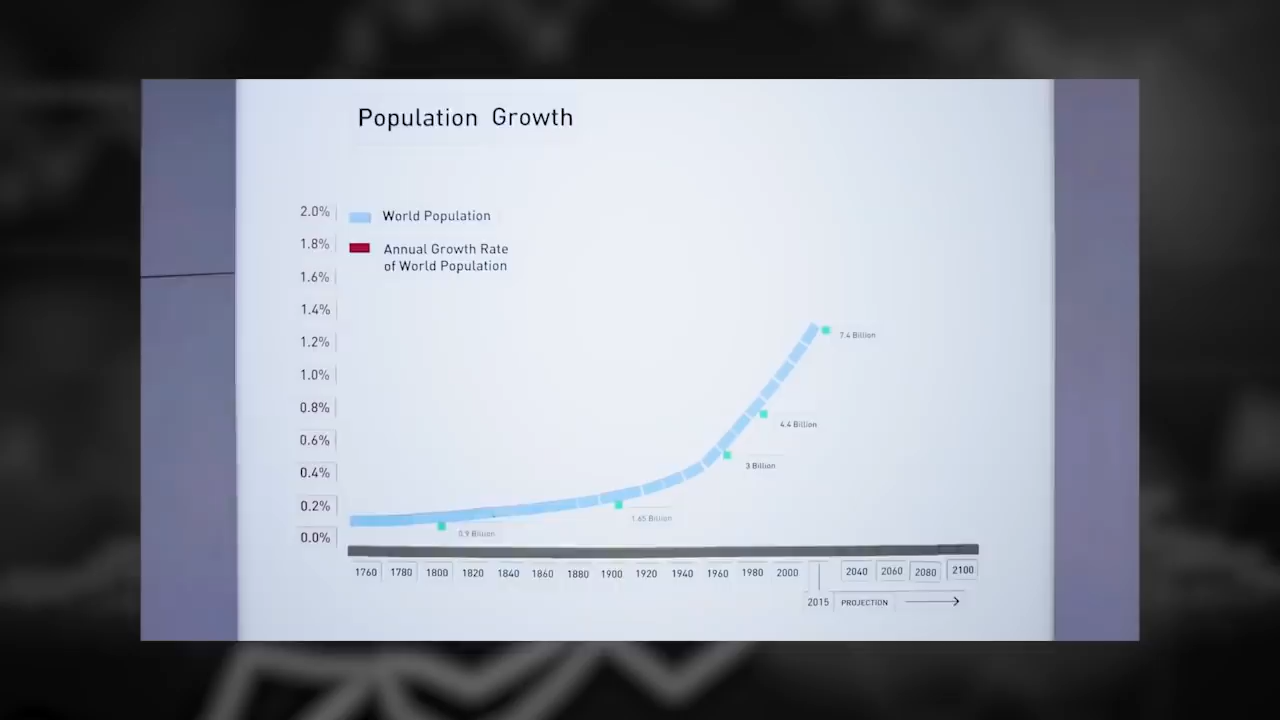 Population Growth
2.0%
World Population
1.8%
Annual Growth Rate
of World Population
1.6%
1.4%
1.2%
7.4 Billion
1.0%
0.8%
4.4 Billion
0.6%
3 Billion
0.4%
0.2%
1.65 Billion
0.9 Billion
0.0%
1760 1780 1800 1820 1840 1860 1880 1900 1920 1940 1960 1980 2000 2040 2060 2080 2100
2015 PROJECTION